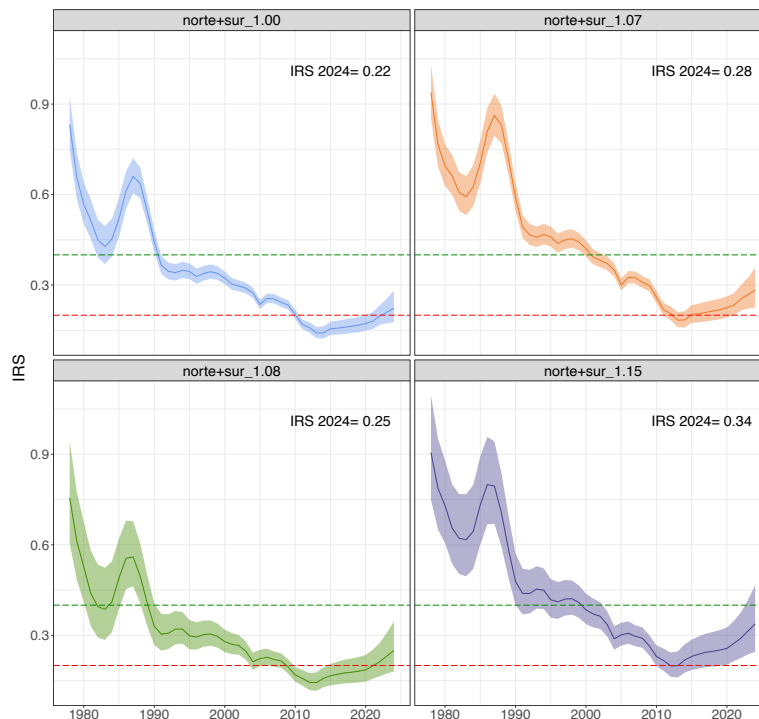 norte+sur_1.00
norte+sur_1.07
IRS 2024= 0.22
IRS 2024= 0.28
0.9
0.6
0.3
norte+sur_1.08
norte+sur_1.15
IRS 2024= 0.25
IRS 2024= 0.34
0.9
0.6
0.3
IRS
1980 1990 2000 2010 2020 1980 1990 2000 2010 2020